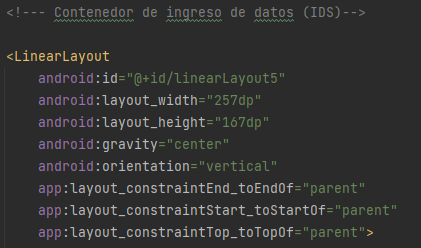 <!--- Contenedor de ingreso de datos (IDS)-->
<LinearLayout
android:id="@+id/linearLayout5"
android:layout_width="257dp"
android:layout_height="167dp"
android:gravity="center"
android:orientation="vertical"
app:layout_constraintEnd_toEndOf="parent"
app:layout_constraintStart_toStartOf="parent"
app:layout_constraintTop_toTopOf="parent">